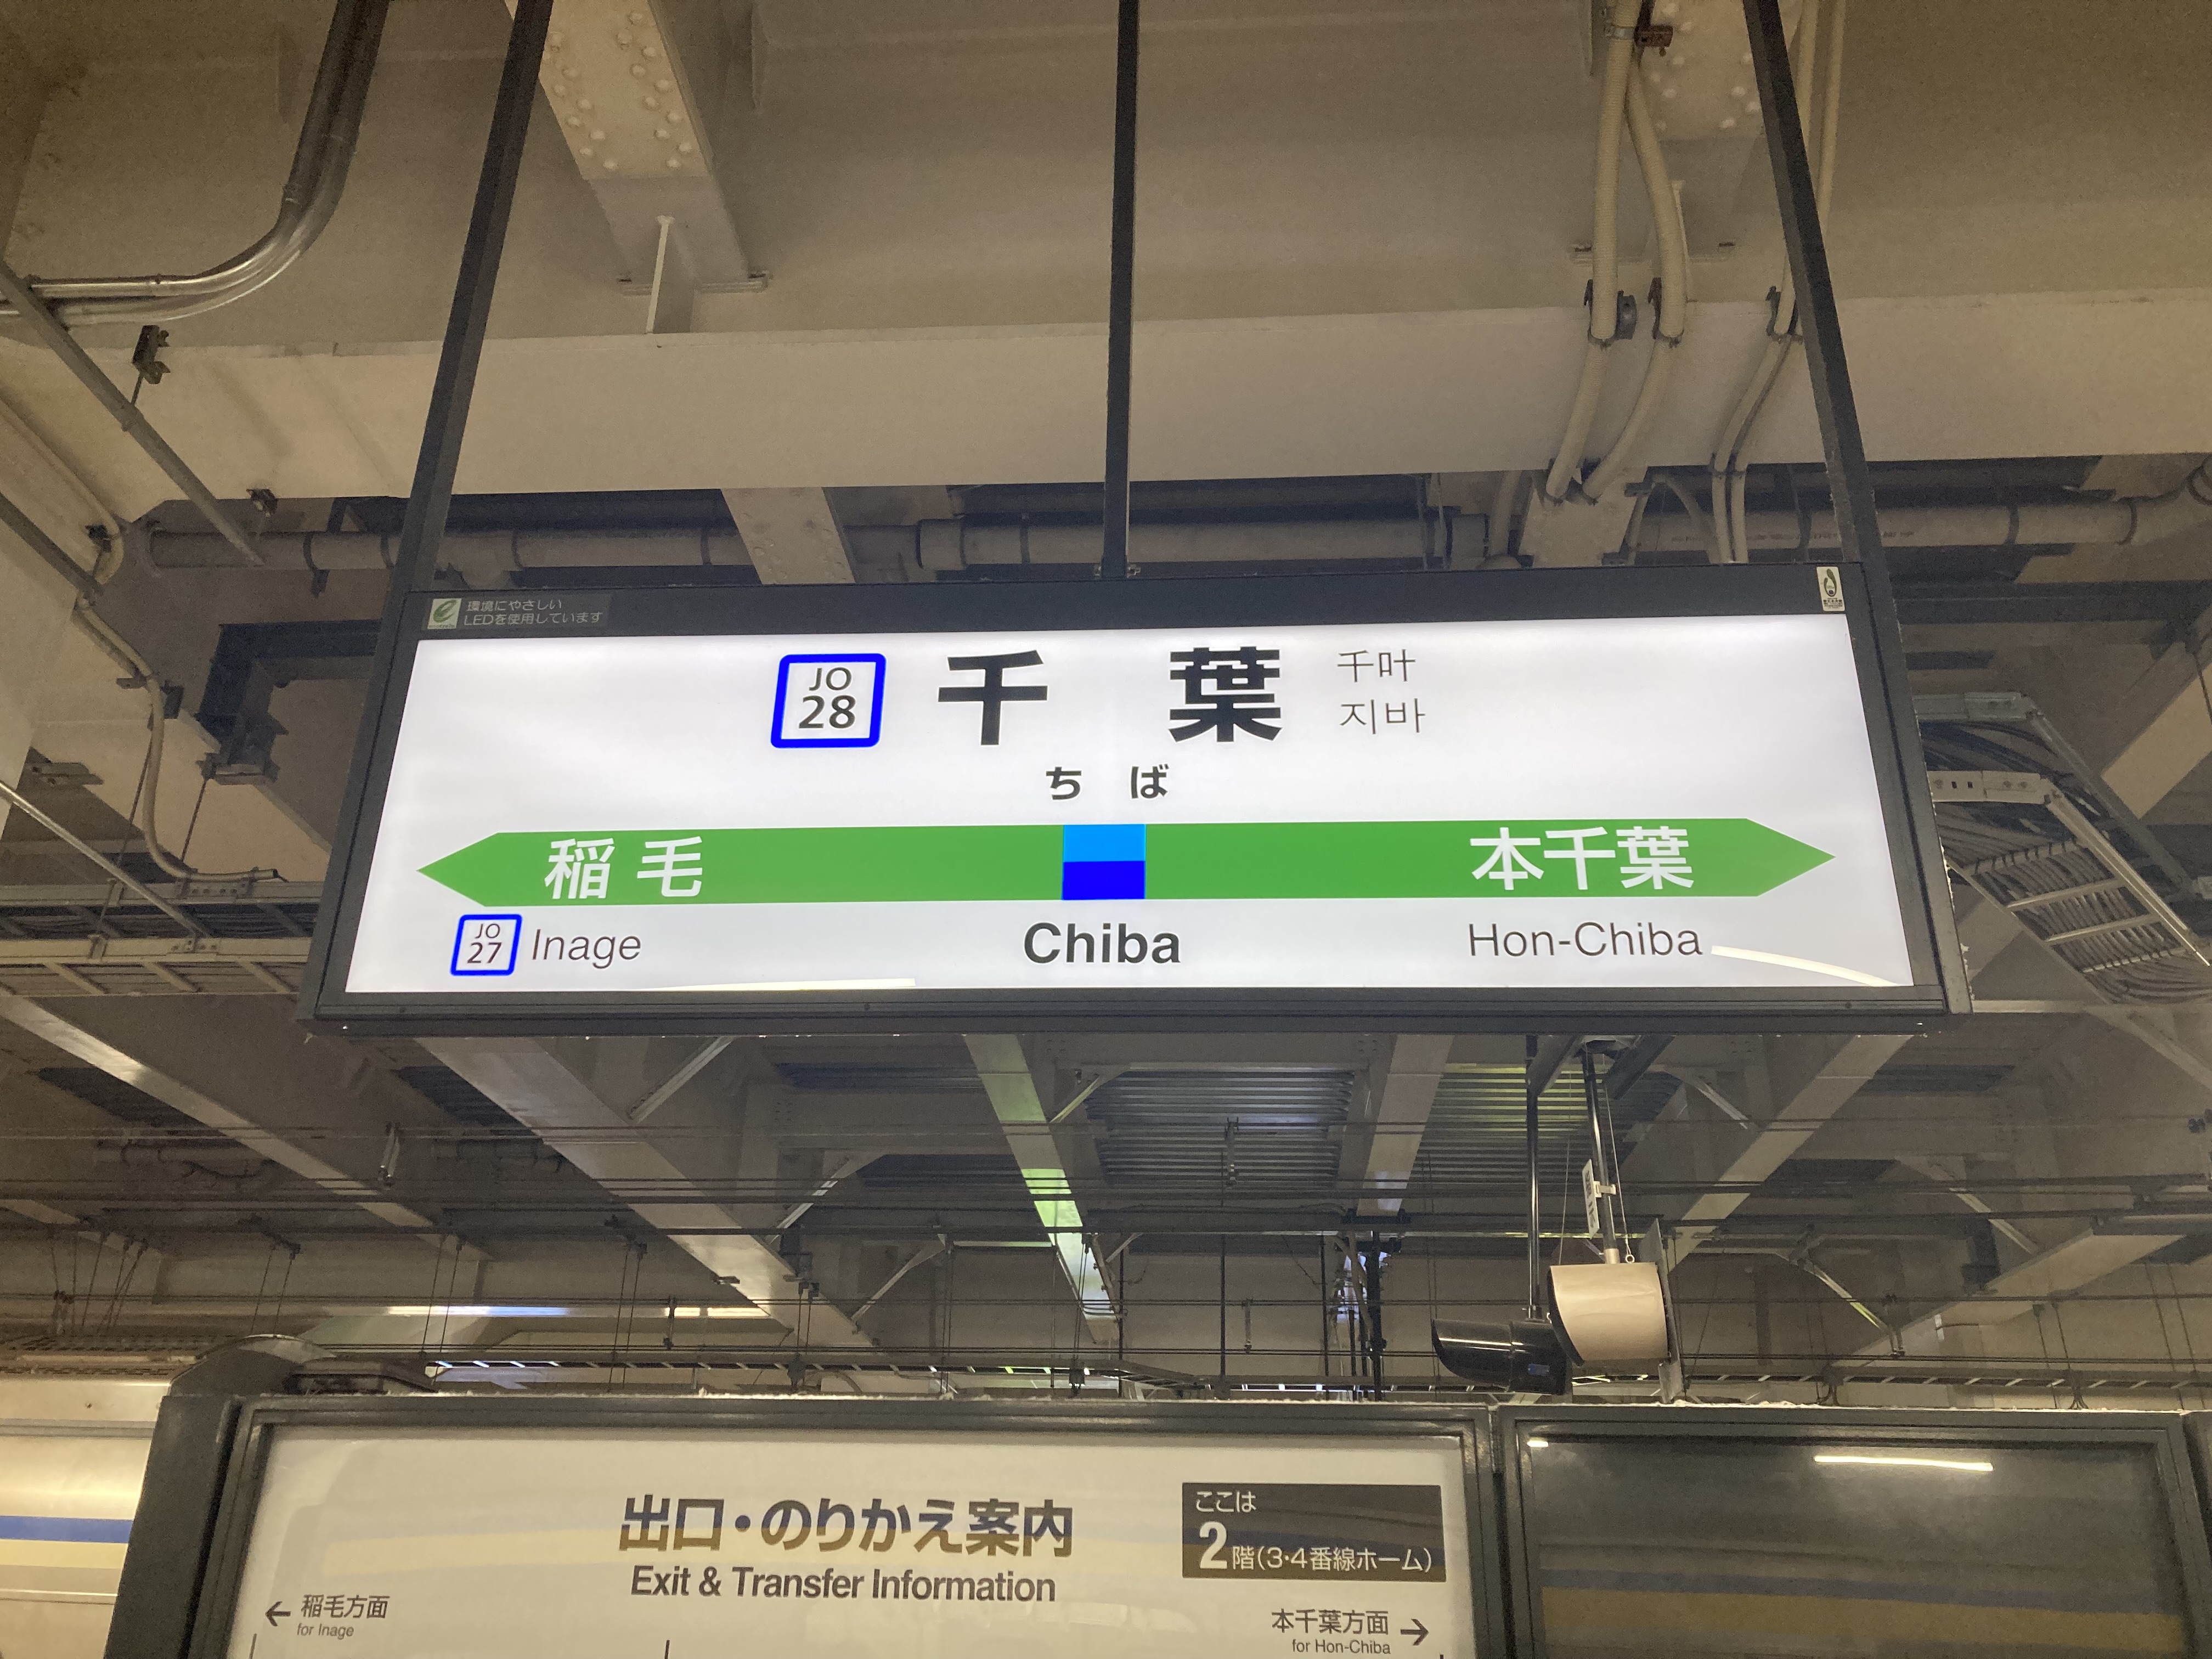 環境にやさしい
LEDを使用しています
JO
28
千葉
千叶
지바
ちば
稲毛
本千葉
JO
27
Inage
Chiba
Hon-Chiba
出口・のりかえ案内
Exit & Transfer Information
ここは
2階(3・4番線ホーム)
← 稲毛方面
for Inage
本千葉方面 →
for Hon-Chiba